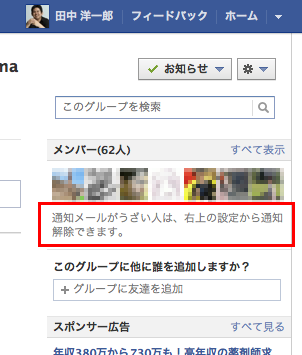 田中 洋一郎 フィードバック ホーム
ma
お知らせ
このグループを検索
メンバー(62人) すべて表示
通知メールがうざい人は、右上の設定から通知
解除できます。
このグループに他に誰を追加しますか？
+ グループに友達を追加
スポンサー広告 すべて見る
年収380万から730万も！高年収の薬剤師求